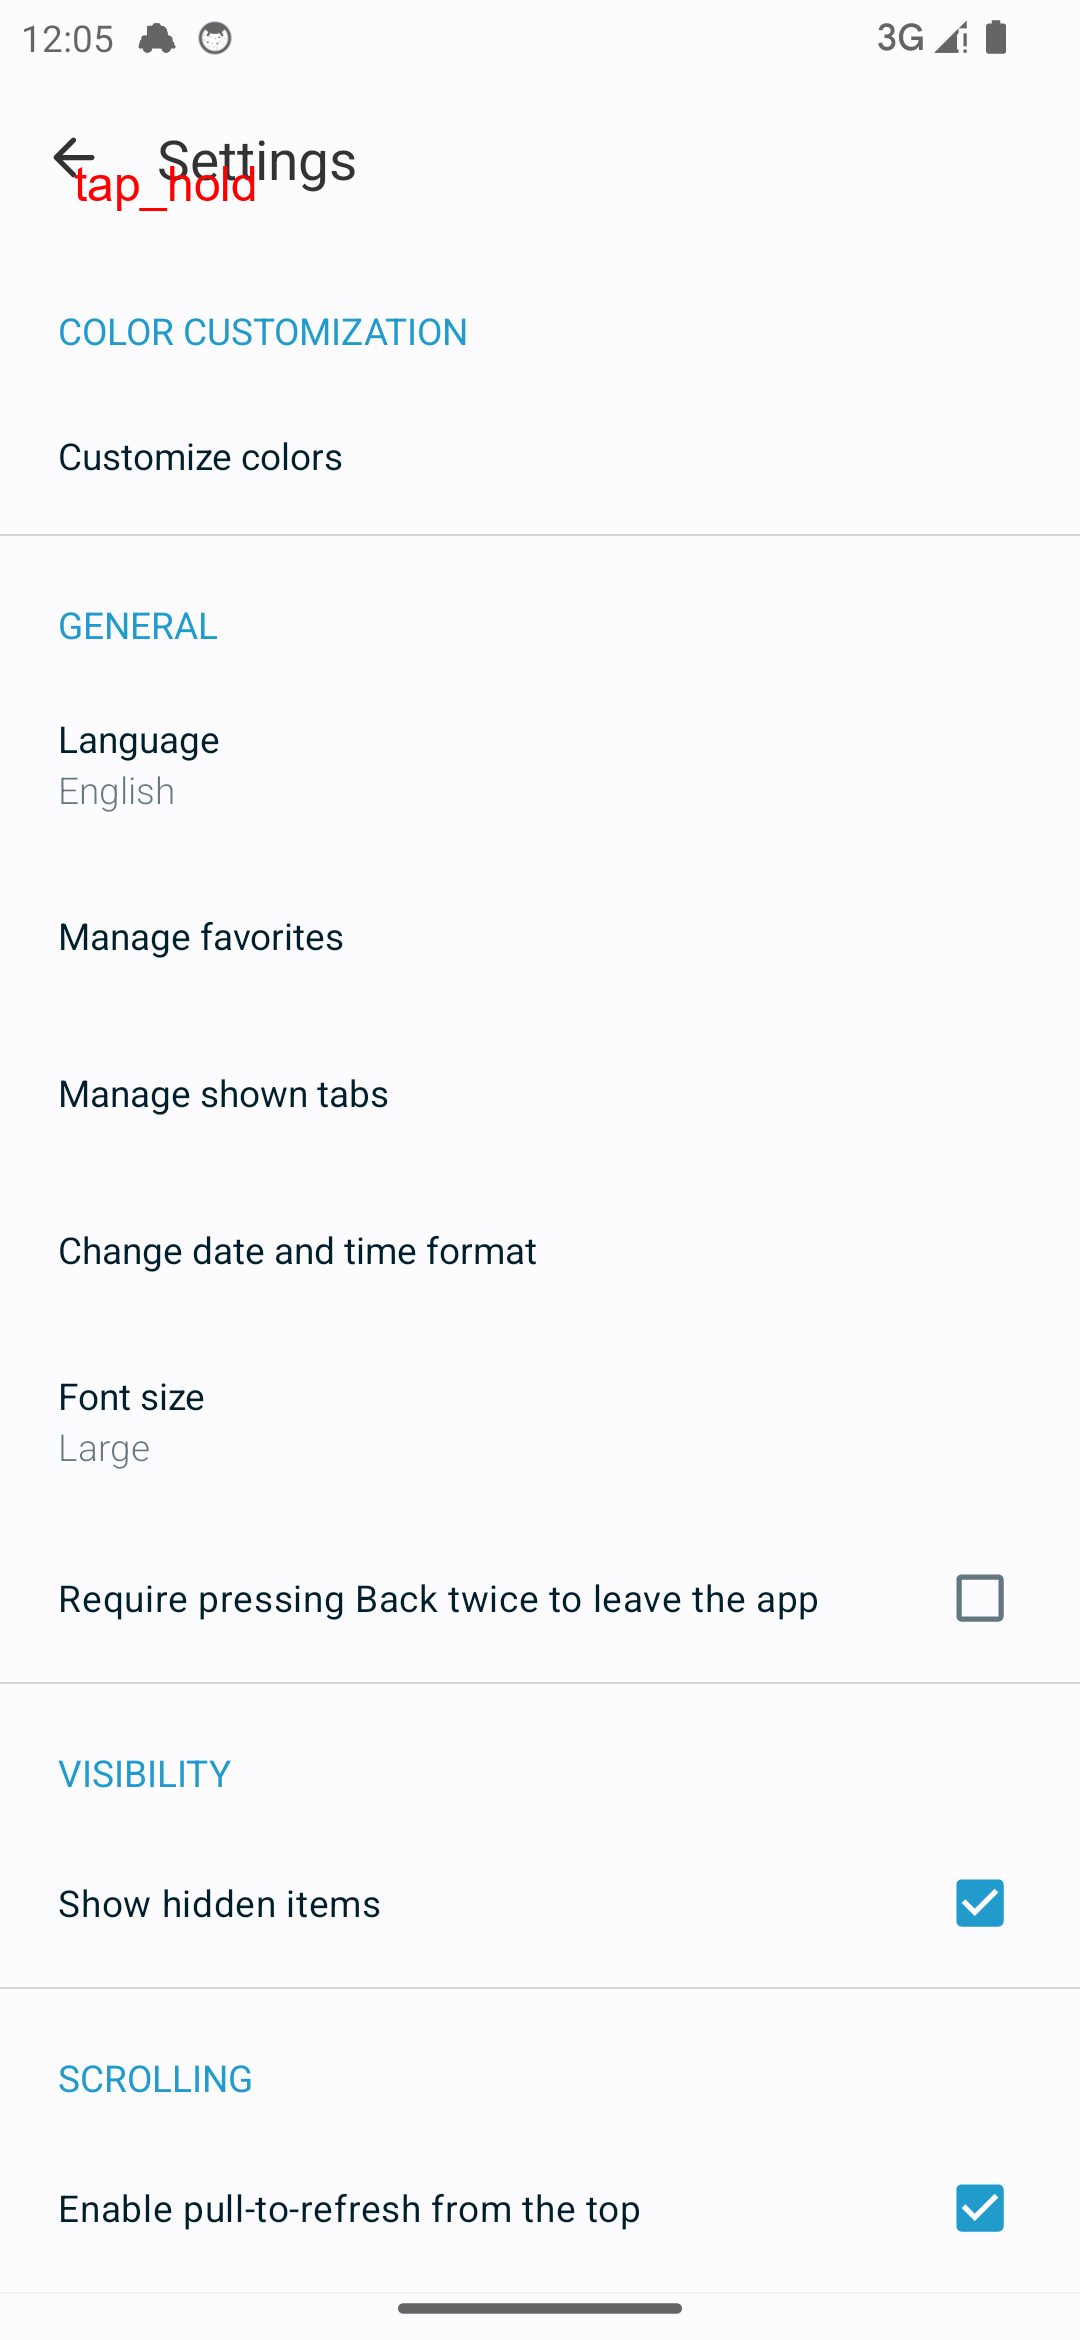 12:05 3G
Settings
tap_hold
COLOR CUSTOMIZATION
Customize colors
GENERAL
Language
English
Manage favorites
Manage shown tabs
Change date and time format
Font size
Large
Require pressing Back twice to leave the app
VISIBILITY
Show hidden items
SCROLLING
Enable pull-to-refresh from the top